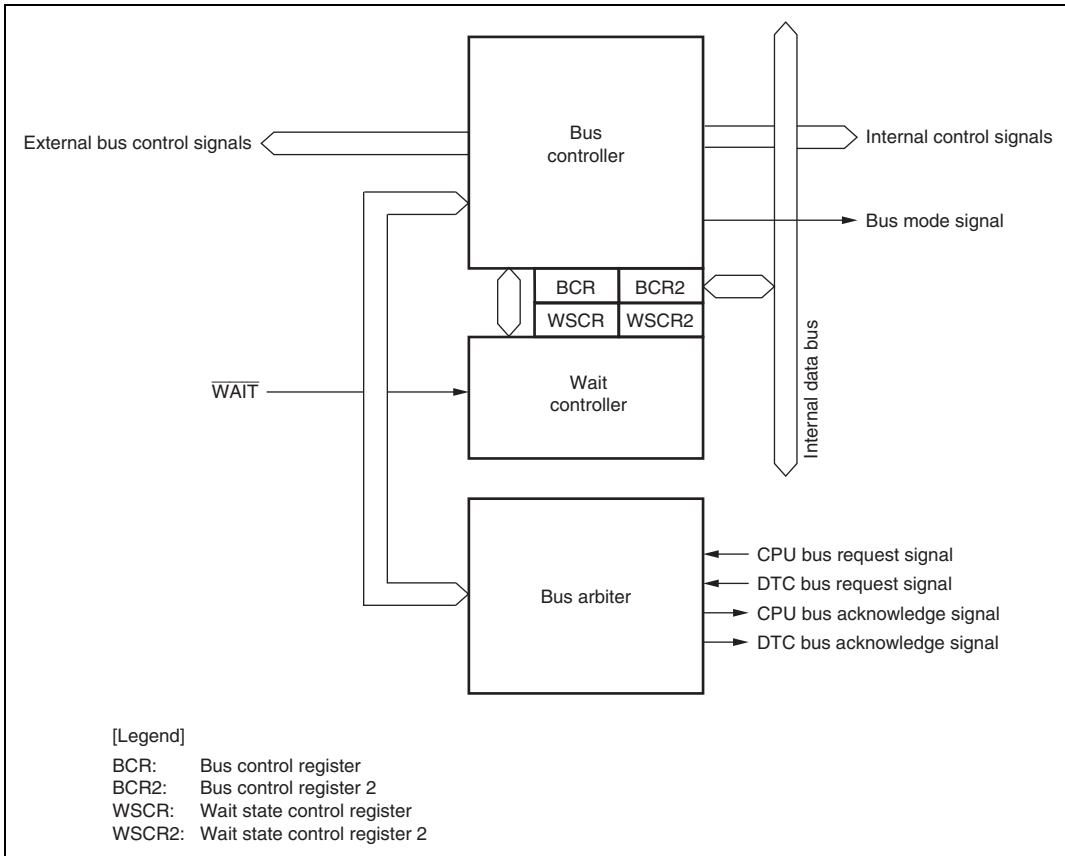 Bus
controller
External bus control signals
Internal control signals
Bus mode signal
BCR
BCR2
WSCR
WSCR2
Internal data bus
WAIT
Wait
controller
Bus arbiter
CPU bus request signal
DTC bus request signal
CPU bus acknowledge signal
DTC bus acknowledge signal
[Legend]
BCR: Bus control register
BCR2: Bus control register 2
WSCR: Wait state control register
WSCR2: Wait state control register 2